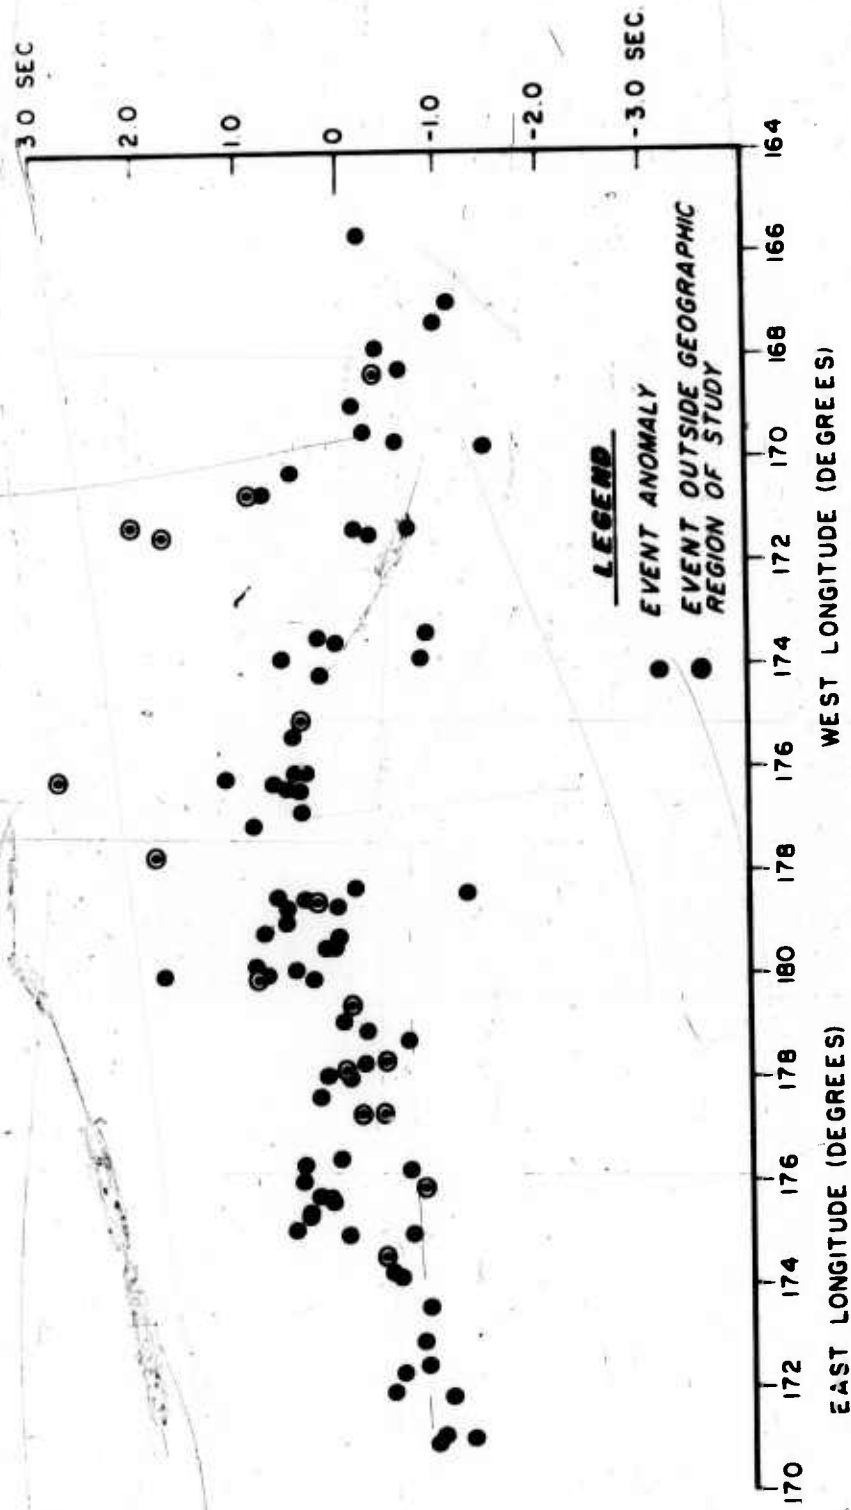 3.0 SEC
2.0
1.0
0
-1.0
-2.0
-3.0 SEC.
170
172
174
176
178
180
178
176
174
172
170
168
166
164
EAST LONGITUDE (DEGREES)
WEST LONGITUDE (DEGREES)
LEGEND
EVENT ANOMALY
EVENT OUTSIDE GEOGRAPHIC
REGION OF STUDY